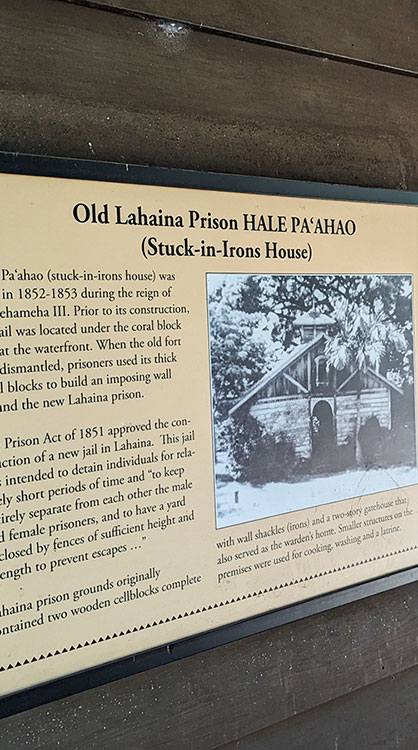 Old Lahaina Prison HALE PAʻAHAO
(Stuck-in-Irons House)
Paʻahao (stuck-in-irons house) was
in 1852-1853 during the reign of
ehameha III. Prior to its construction,
ail was located under the coral block
at the waterfront. When the old fort
dismantled, prisoners used its thick
l blocks to build an imposing wall
und the new Lahaina prison.
Prison Act of 1851 approved the con-
uction of a new jail in Lahaina. This jail
s intended to detain individuals for rela-
ely short periods of time and “to keep
tirely separate from each other the male
d female prisoners, and to have a yard
closed by fences of sufficient height and
rength to prevent escapes …”
ahaina prison grounds originally
ontained two wooden cellblocks complete
with wall shackles (irons) and a two-story gatehouse that
also served as the warden's home. Smaller structures on the
premises were used for cooking, washing and a latrine.